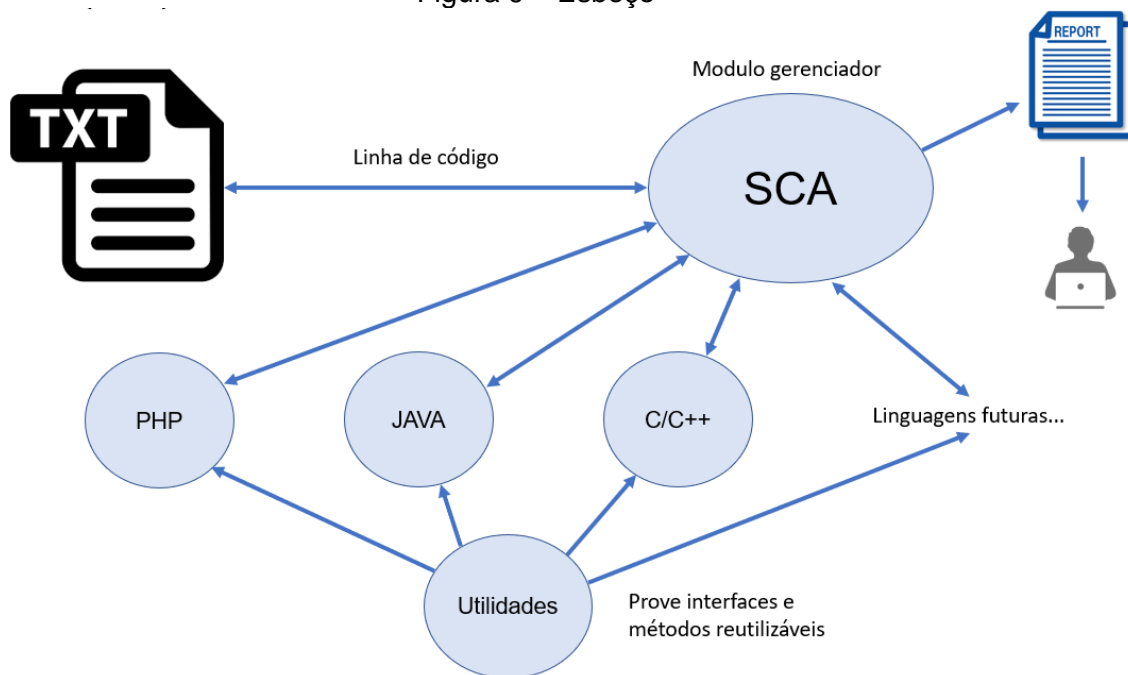 Modulo gerenciador
REPORT
TXT
Linha de código
SCA
PHP
JAVA
C/C++
Linguagens futuras...
Utilidades
Prove interfaces e
métodos reutilizáveis